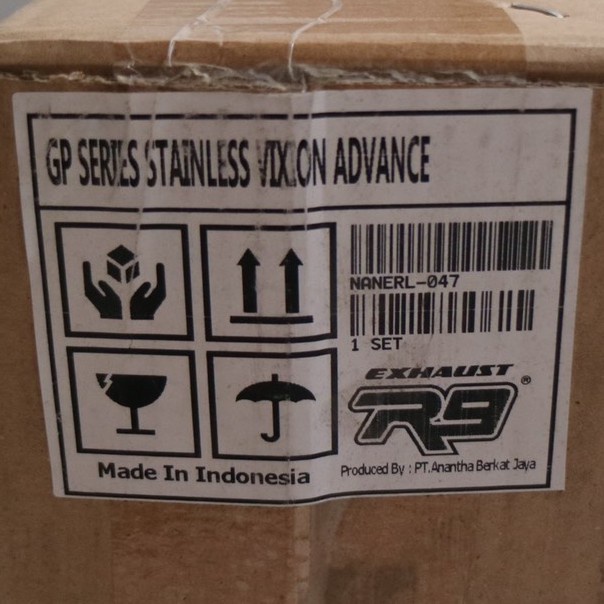 GP SERIES STAINLESS VIXION ADVANCE
NANERL-047
1 SET
EXHAUST
R9®
Made In Indonesia
Produced By : PT.Anantha Berkat Jaya